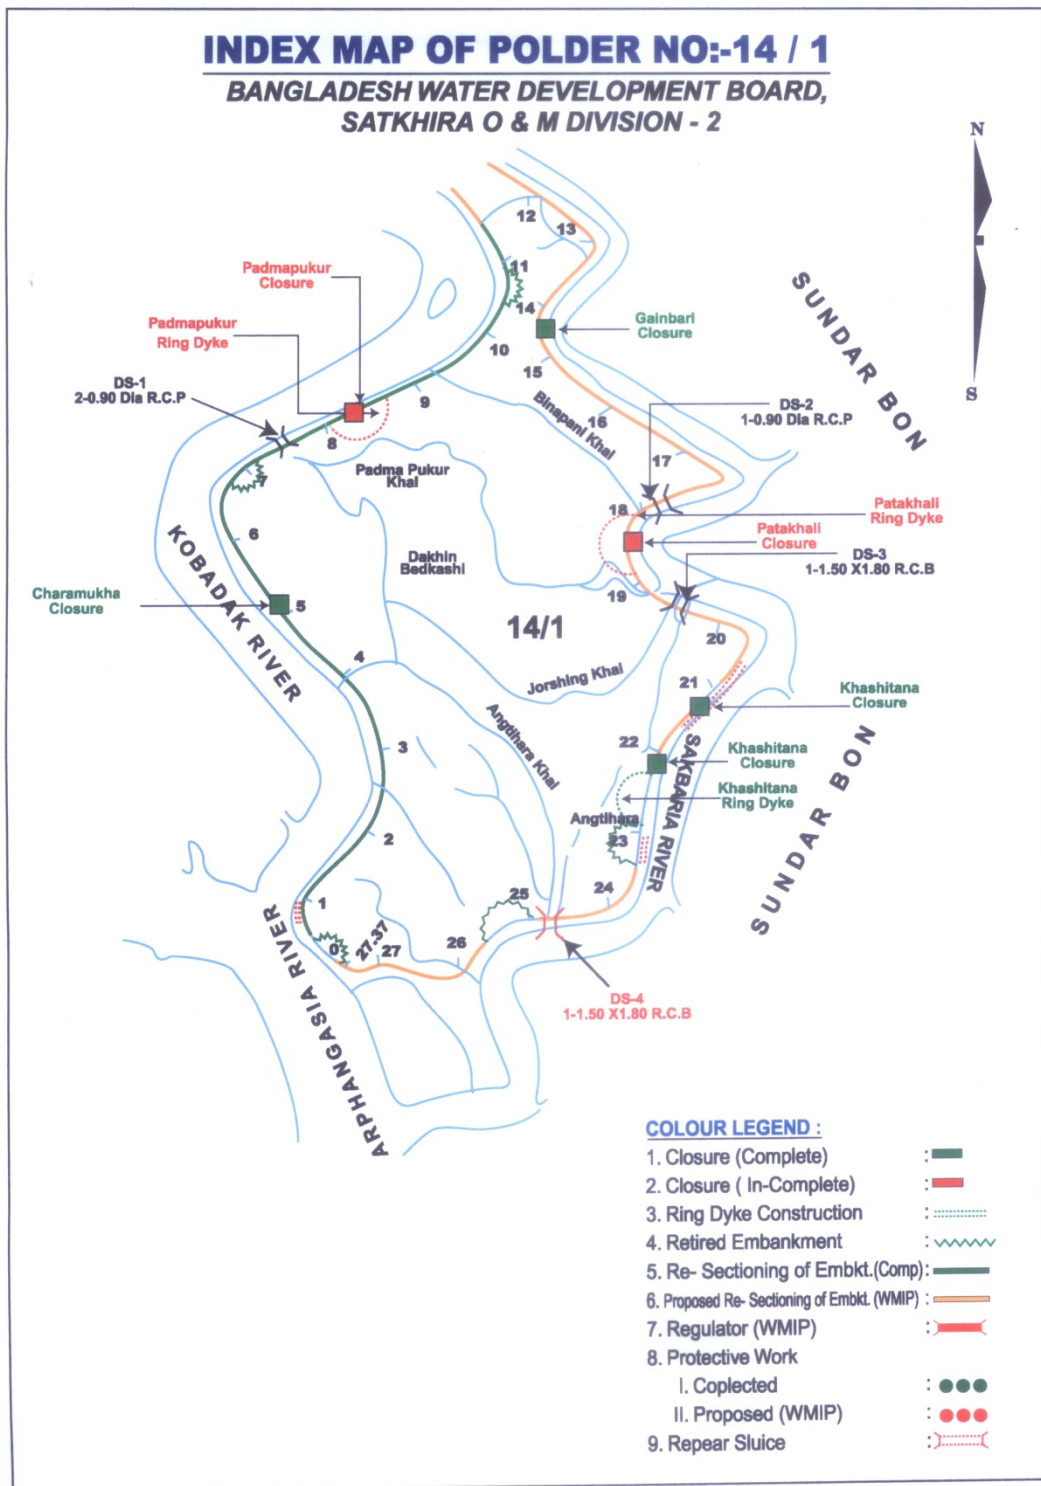 INDEX MAP OF POLDER NO:-14 / 1
BANGLADESH WATER DEVELOPMENT BOARD,
SATKHIRA O & M DIVISION - 2
N
S
12
13
11
Padmapukur
Closure
14
Gainbari
Closure
Padmapukur
Ring Dyke
10
15
SUNDAR BON
DS-1
2-0.90 Dia R.C.P
9
Binapani Khal
16
DS-2
1-0.90 Dia R.C.P
8
Padma Pukur
Khal
17
7
18
Patakhali
Ring Dyke
Patakhali
Closure
6
KOBADAK RIVER
Dakhin
Bedkashi
DS-3
1-1.50 X1.80 R.C.B
Charamukha
Closure
5
19
14/1
20
4
Jorshing Khal
21
Khashitana
Closure
Angtihara Khal
3
22
Khashitana
Closure
SAKBARIA RIVER
Khashitana
Ring Dyke
SUNDAR BON
2
Angtihara
23
1
25
24
ARPHANGASIA RIVER
0
27.37
27
26
DS-4
1-1.50 X1.80 R.C.B
COLOUR LEGEND :
1. Closure (Complete) :
2. Closure ( In-Complete) :
3. Ring Dyke Construction :
4. Retired Embankment :
5. Re- Sectioning of Embkt.(Comp) :
6. Proposed Re- Sectioning of Embkt. (WMIP) :
7. Regulator (WMIP) :
8. Protective Work
I. Coplected :
II. Proposed (WMIP) :
9. Repear Sluice :